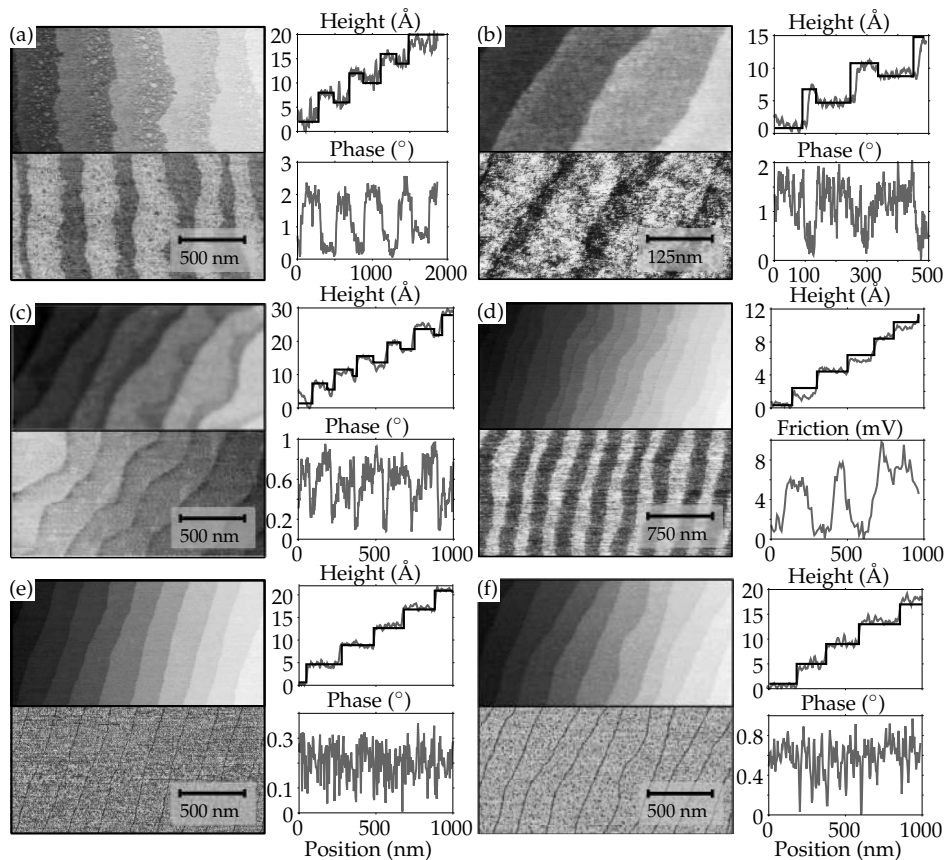 (a)
Height (Å)
20
15
10
5
0
Phase (°)
3
2
1
0
0 1000 2000
500 nm
(b)
Height (Å)
15
10
5
0
Phase (°)
2
1
0
0 100 300 500
125nm
(c)
Height (Å)
30
20
10
0
Phase (°)
1
0.6
0.2
0
0 500 1000
500 nm
(d)
Height (Å)
12
8
4
0
Friction (mV)
8
4
0
0 500 1000
750 nm
(e)
Height (Å)
20
15
10
5
0
Phase (°)
0.3
0.1
0
0 500 1000
Position (nm)
500 nm
(f)
Height (Å)
20
15
10
5
0
Phase (°)
0.8
0.4
0
0 500 1000
Position (nm)
500 nm